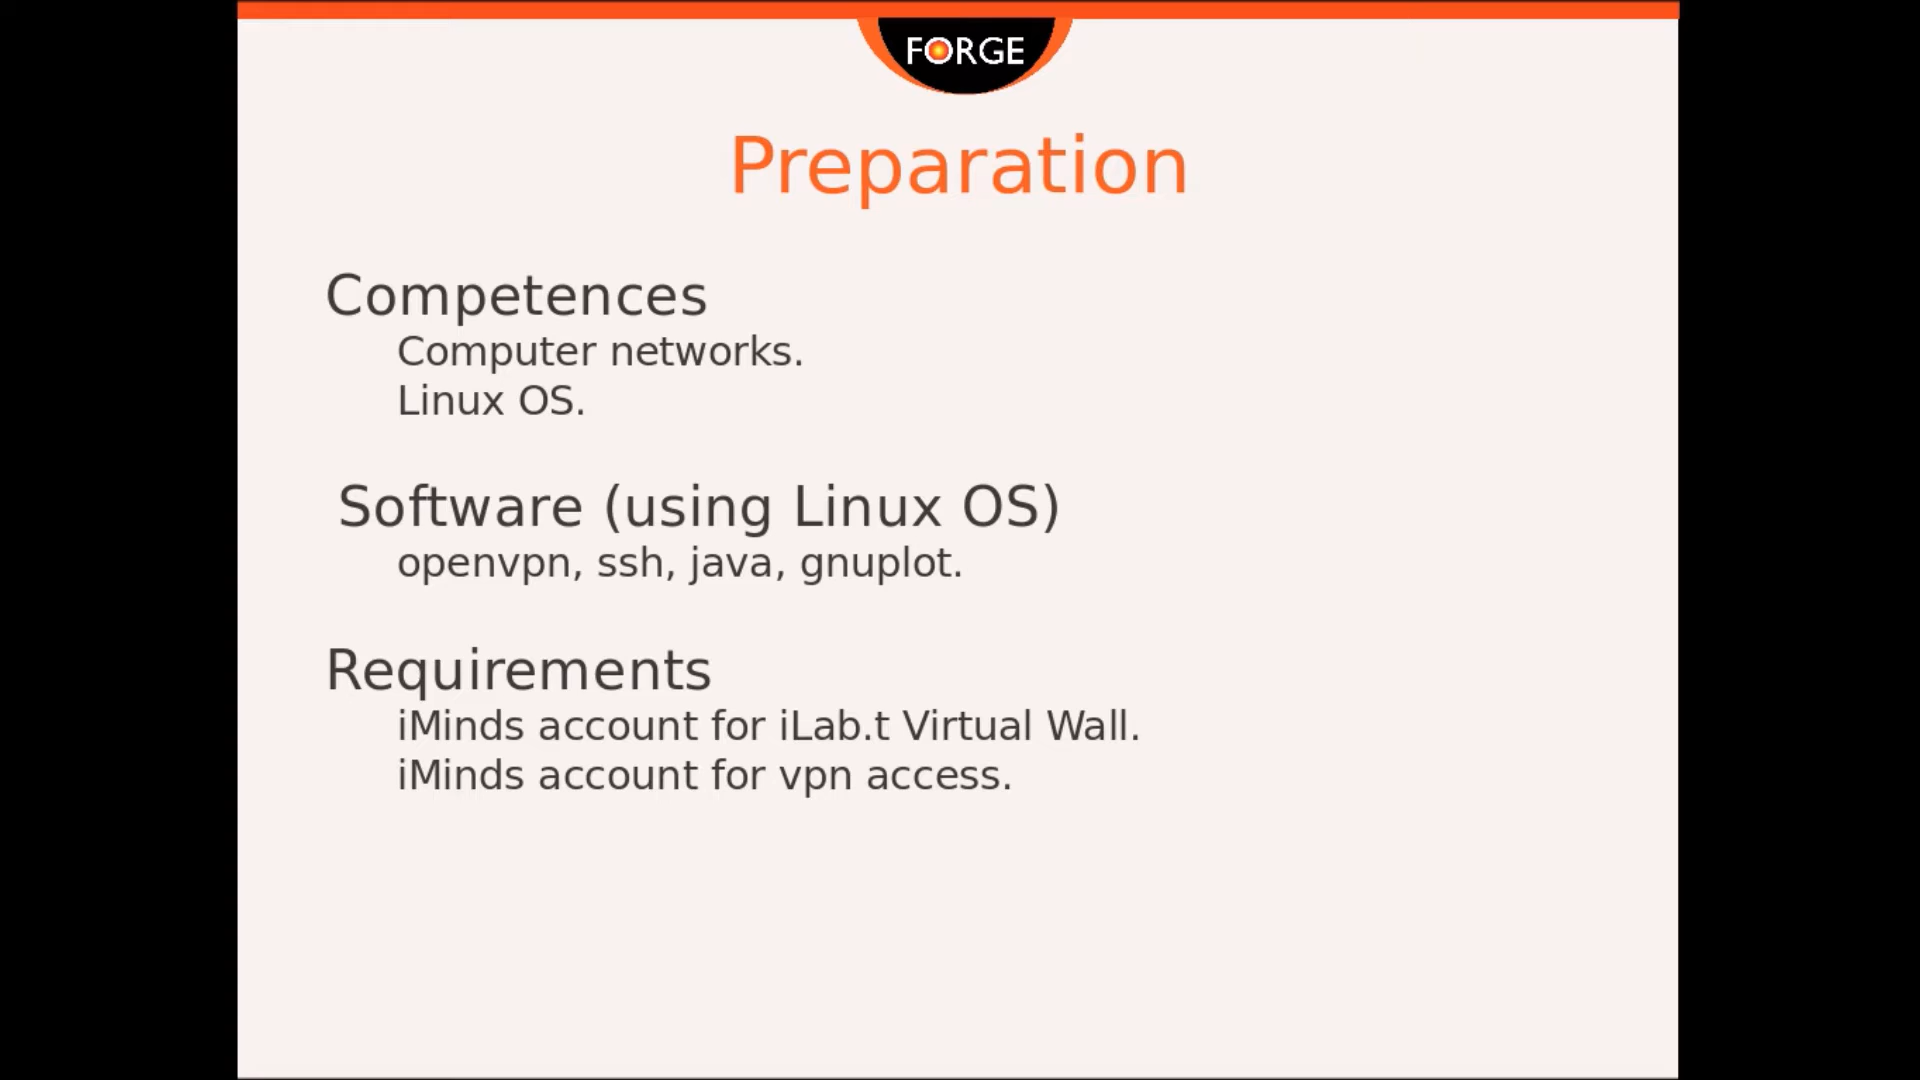 FORGE
Preparation
Competences
Computer networks.
Linux OS.
Software (using Linux OS)
openvpn, ssh, java, gnuplot.
Requirements
iMinds account for iLab.t Virtual Wall.
iMinds account for vpn access.